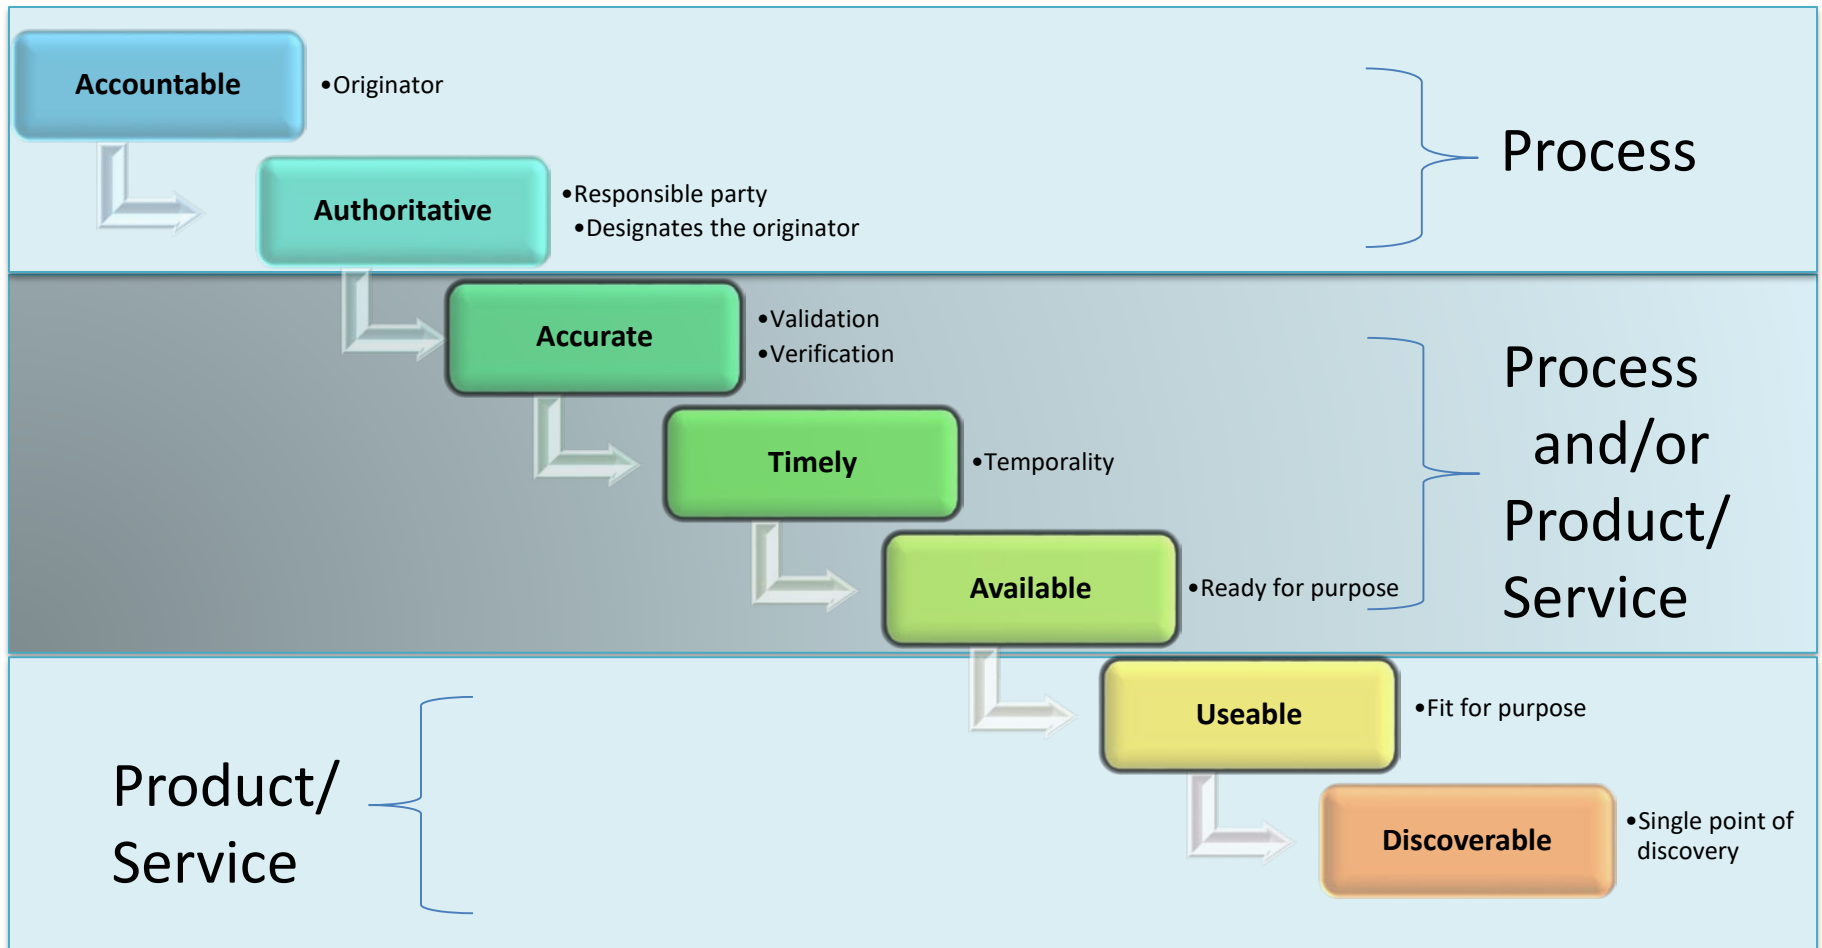 Accountable
•Originator
Process
Authoritative
•Responsible party
•Designates the originator
Accurate
•Validation
•Verification
Process
and/or
Product/
Service
Timely
•Temporality
Available
•Ready for purpose
Useable
•Fit for purpose
Product/
Service
Discoverable
•Single point of
discovery